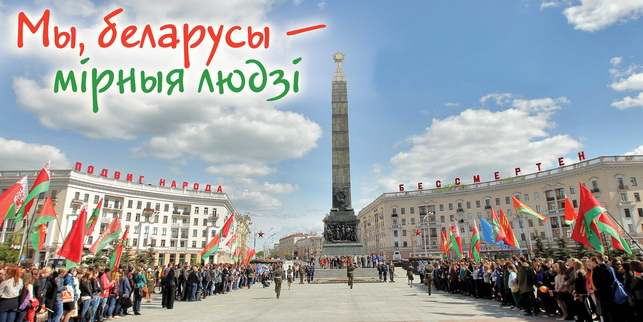 Мы, беларусы —
мірныя людзі
ПОДВИГ НАРОДА
БЕССМЕРТЕН